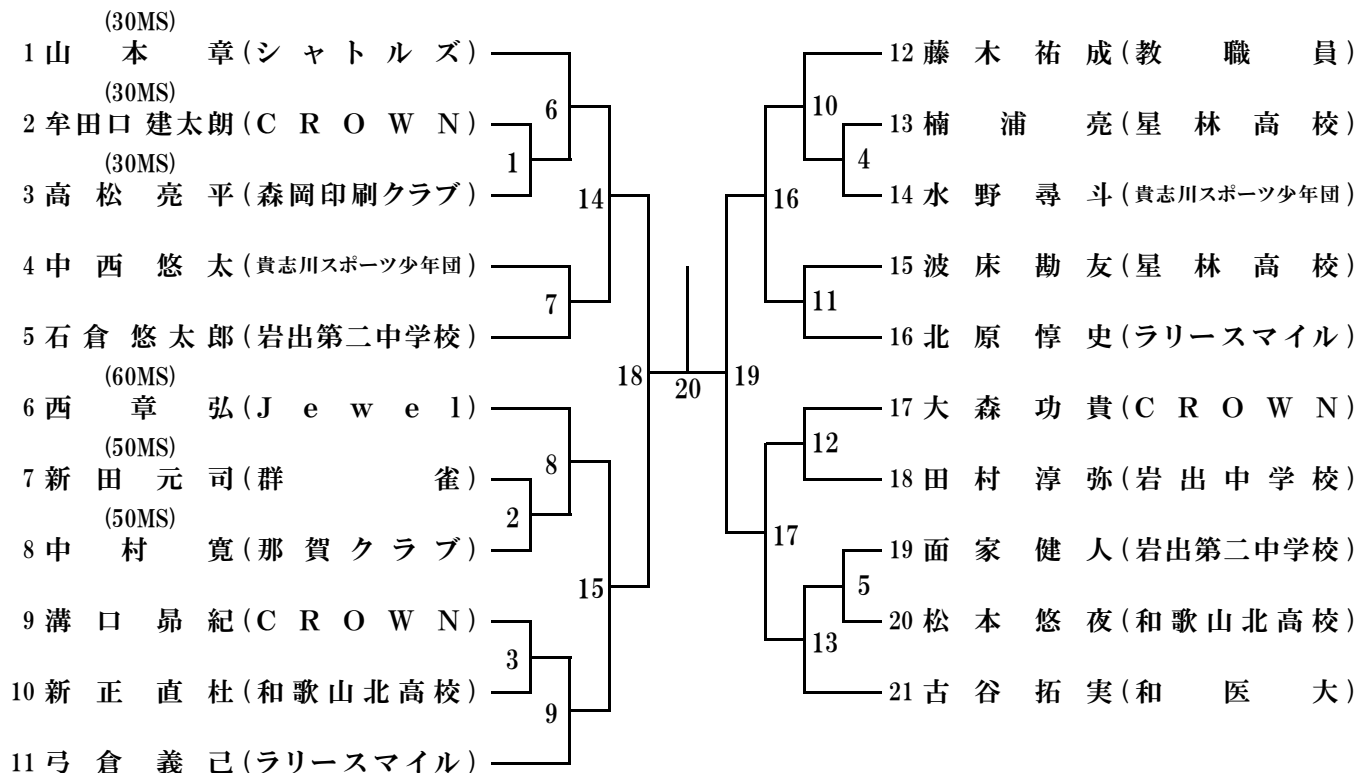 (30MS)
1 山本章(シャトルズ)
(30MS)
2 牟田口建太朗(CROWN)
(30MS)
3 高松亮平(森岡印刷クラブ)
4 中西悠太(貴志川スポーツ少年団)
5 石倉悠太郎(岩出第二中学校)
(60MS)
6 西章弘(Jewel)
(50MS)
7 新田元司(群雀)
(50MS)
8 中村寛(那賀クラブ)
9 溝口昴紀(CROWN)
10 新正直杜(和歌山北高校)
11 弓倉義己(ラリースマイル)
6
1
14
7
18
8
2
15
3
9
20
10
4
16
11
19
12
17
5
13
12 藤木祐成(教職員)
13 楠浦亮(星林高校)
14 水野尋斗(貴志川スポーツ少年団)
15 波床勘友(星林高校)
16 北原惇史(ラリースマイル)
17 大森功貴(CROWN)
18 田村淳弥(岩出中学校)
19 面家健人(岩出第二中学校)
20 松本悠夜(和歌山北高校)
21 古谷拓実(和医大)